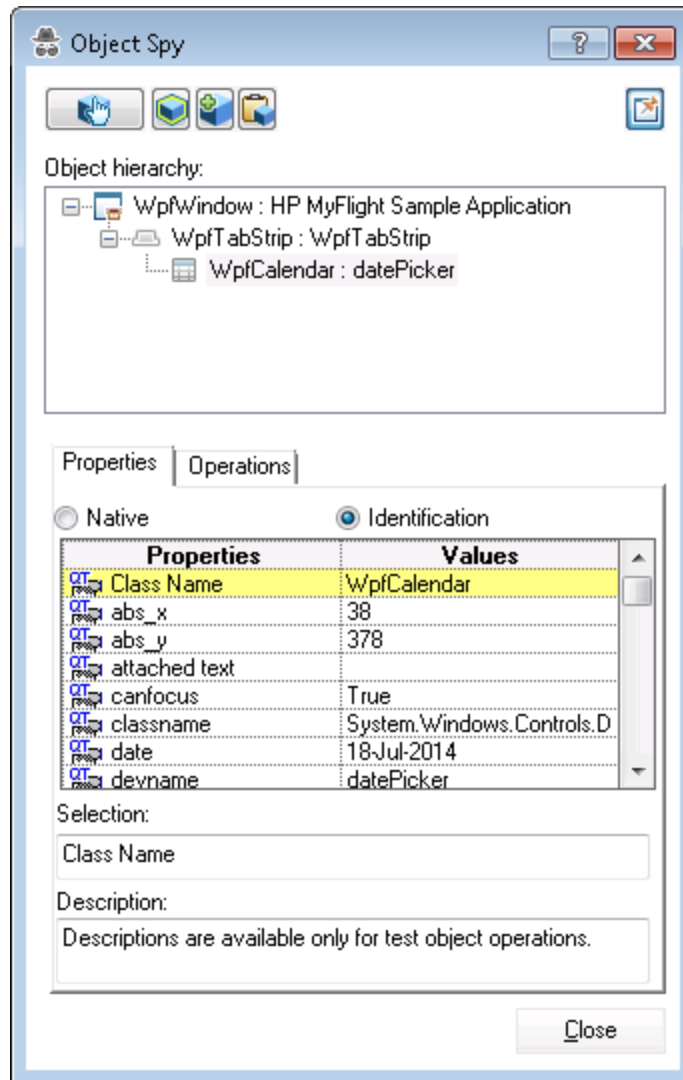 Object Spy
Object hierarchy:
WpfWindow : HP MyFlight Sample Application
WpfTabStrip : WpfTabStrip
WpfCalendar : datePicker
Properties Operations
Native Identification
Properties Values
Class Name WpfCalendar
abs_x 38
abs_y 378
attached text
canfocus True
classname System.Windows.Controls.D
date 18-Jul-2014
devname datePicker
Selection:
Class Name
Description:
Descriptions are available only for test object operations.
Close